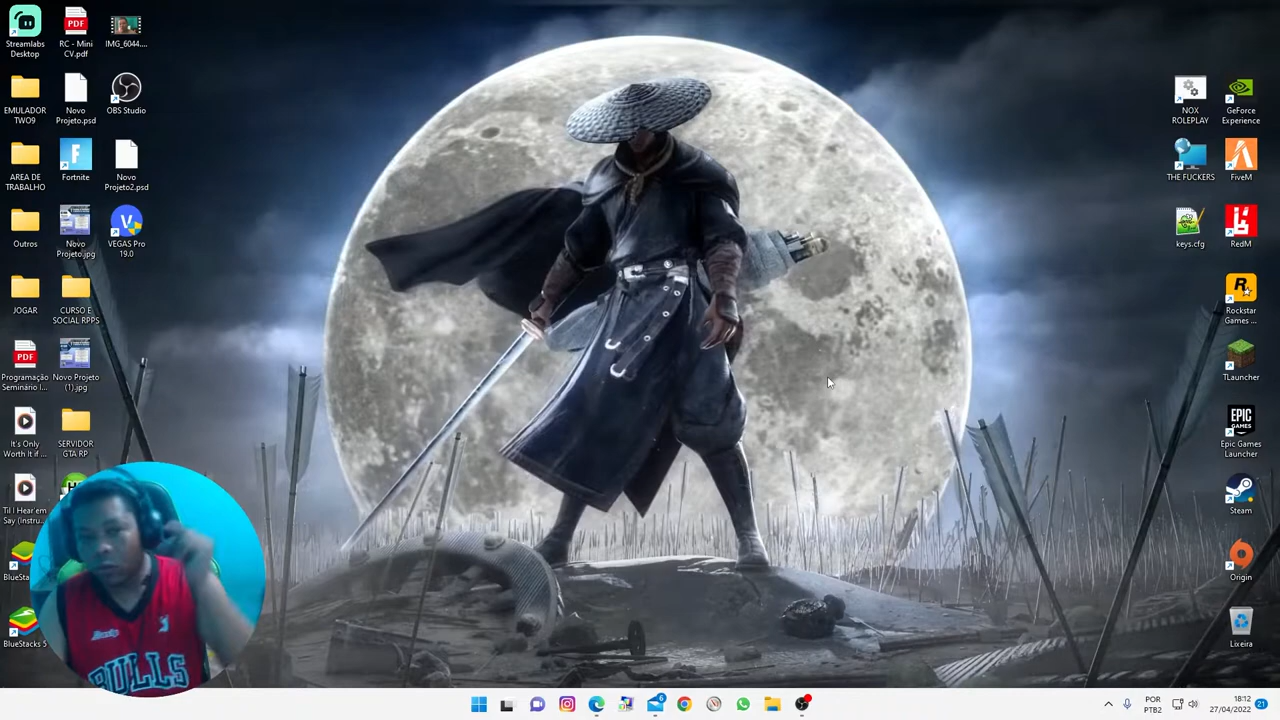 Streamlabs
Desktop
RC - Mini
CV.pdf
IMG_6044....
EMULADOR
TWO9
Novo
Projeto.psd
OBS Studio
AREA DE
TRABALHO
Fortnite
Novo
Projeto2.psd
Outros
Novo
Projeto.jpg
VEGAS Pro
19.0
JOGAR
CURSO E
SOCIAL RPPS
Programação
Seminário I...
Novo Projeto
(1).jpg
It's Only
Worth It if ...
SERVIDOR
GTA RP
Til I Hear'em
Say (Instru...
BlueStacks 5
BULLS
NOX
ROLEPLAY
GeForce
Experience
THE FUCKERS
FiveM
keys.cfg
RedM
Rockstar
Games ...
TLauncher
EPIC
GAMES
Epic Games
Launcher
Steam
Origin
Lixeira
POR
PTB2
18:12
27/04/2022
21